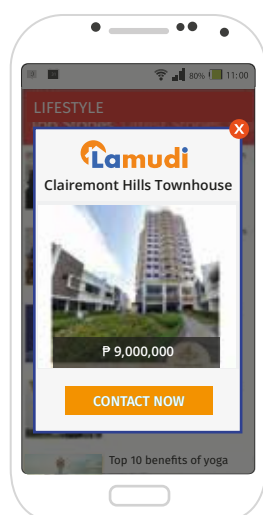 80% 11:00
LIFESTYLE
X
Lamudi
Clairemont Hills Townhouse
₱ 9,000,000
CONTACT NOW
Top 10 benefits of yoga